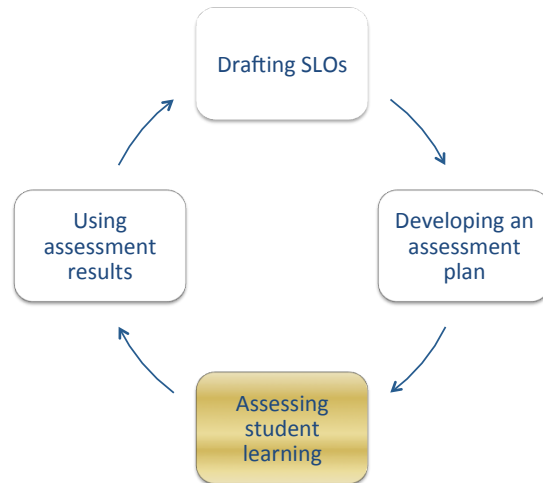 Drafting SLOs
Developing an
assessment
plan
Assessing
student
learning
Using
assessment
results